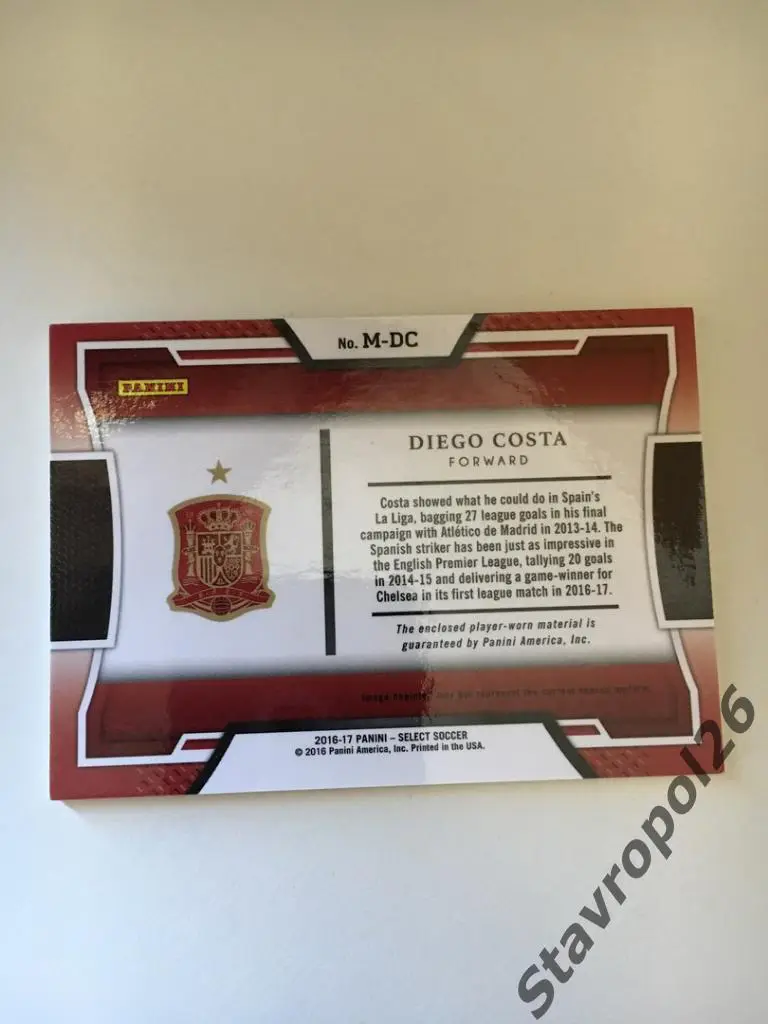 No. M-DC
PANINI
DIEGO COSTA
FORWARD
Costa showed what he could do in Spain's
La Liga, bagging 27 league goals in his final
campaign with Atlético de Madrid in 2013-14. The
Spanish striker has been just as impressive in
the English Premier League, tallying 20 goals
in 2014-15 and delivering a game-winner for
Chelsea in its first league match in 2016-17.
The enclosed player-worn material is
guaranteed by Panini America, Inc.
2016-17 PANINI – SELECT SOCCER
© 2016 Panini America, Inc. Printed in the USA.
Stavropol26